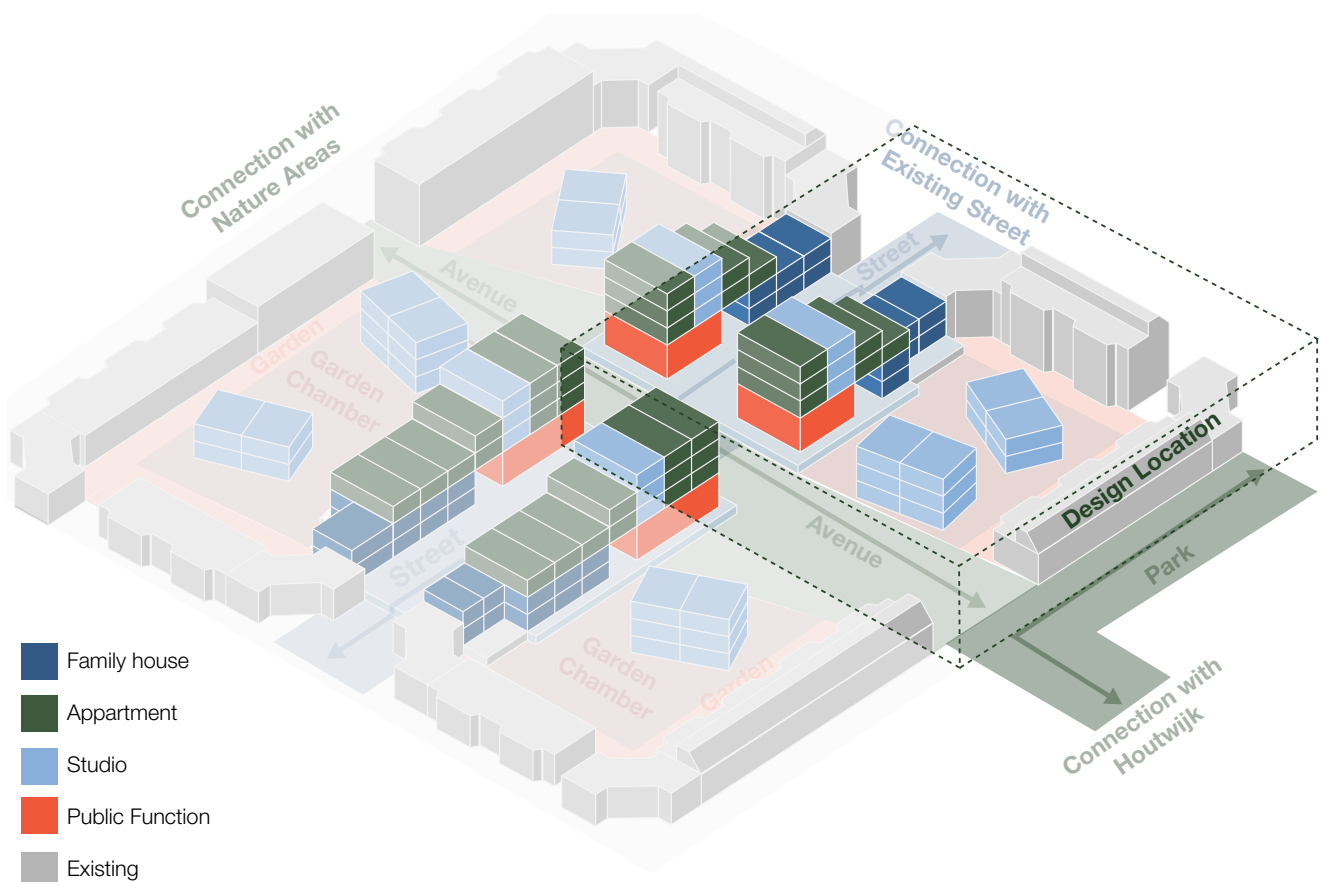 Connection with
Nature Areas
Connection with
Existing Street
Street
Avenue
Garden
Garden
Chamber
Design Location
Avenue
Park
Street
Garden
Chamber
Garden
Connection with
Houtwijk
Family house
Appartment
Studio
Public Function
Existing